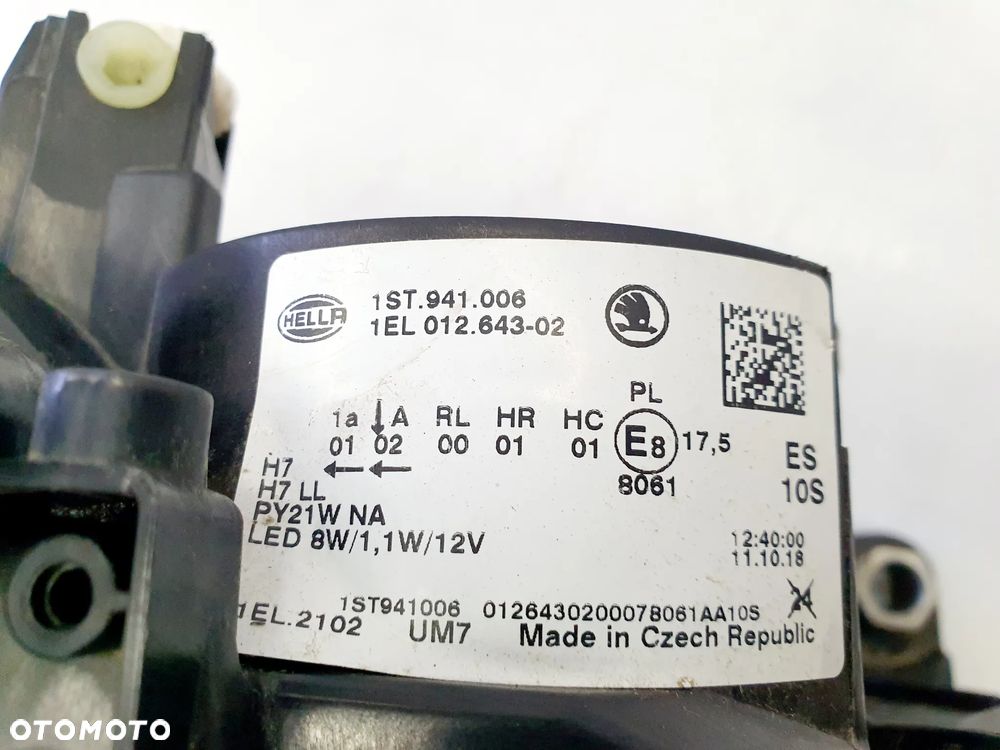 HELLA
1ST.941.006
1EL 012.643-02
PL
1a A RL HR HC
01 02 00 01 01
E8 17,5
8061
ES
10S
H7
H7 LL
PY21W NA
LED 8W/1,1W/12V
12:40:00
11.10.18
1ST941006 0126430200078061AA10S
1EL.2102 UM7 Made in Czech Republic
OTOMOTO